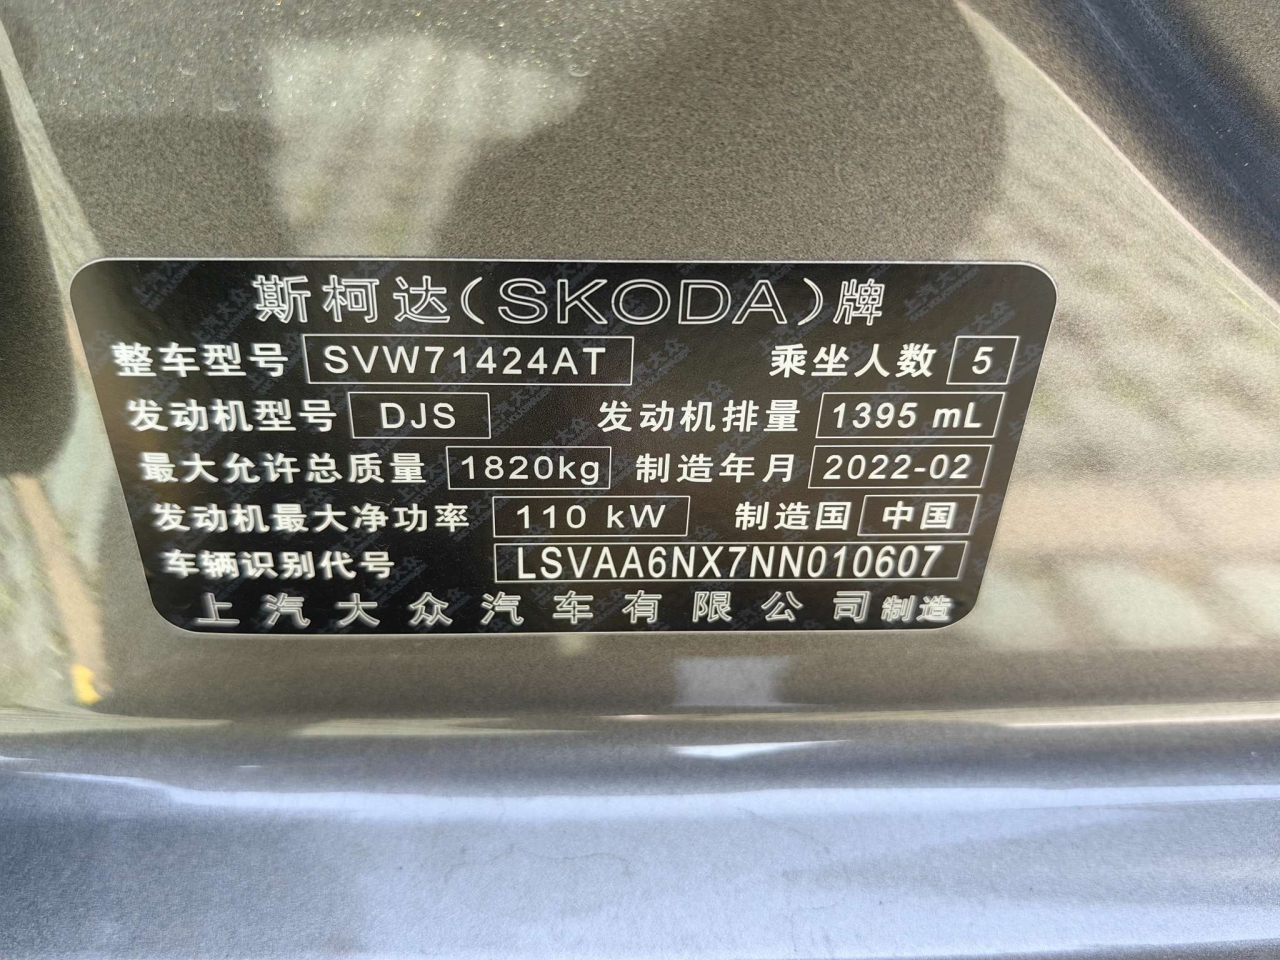 斯柯达(SKODA)牌
整车型号 SVW71424AT 乘坐人数 5
发动机型号 DJS 发动机排量 1395 mL
最大允许总质量 1820kg 制造年月 2022-02
发动机最大净功率 110 kW 制造国 中国
车辆识别代号 LSVAA6NX7NN010607
上汽大众汽车有限公司制造